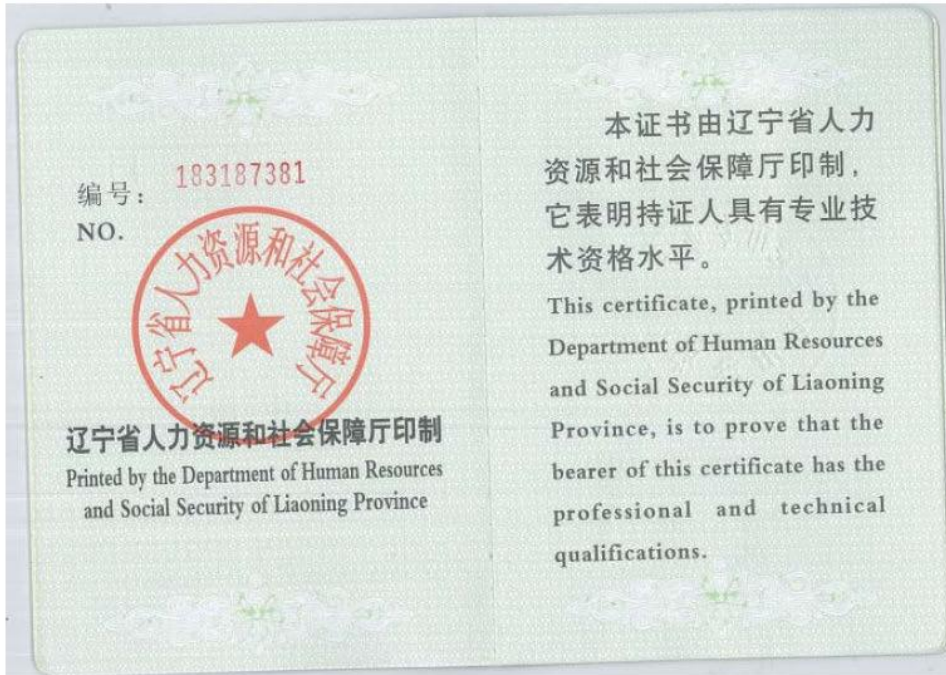 编号: 183187381
NO.
辽宁省人力资源和社会保障厅
辽宁省人力资源和社会保障厅印制
Printed by the Department of Human Resources
and Social Security of Liaoning Province
本证书由辽宁省人力
资源和社会保障厅印制，
它表明持证人具有专业技
术资格水平。
This certificate, printed by the
Department of Human Resources
and Social Security of Liaoning
Province, is to prove that the
bearer of this certificate has the
professional and technical
qualifications.